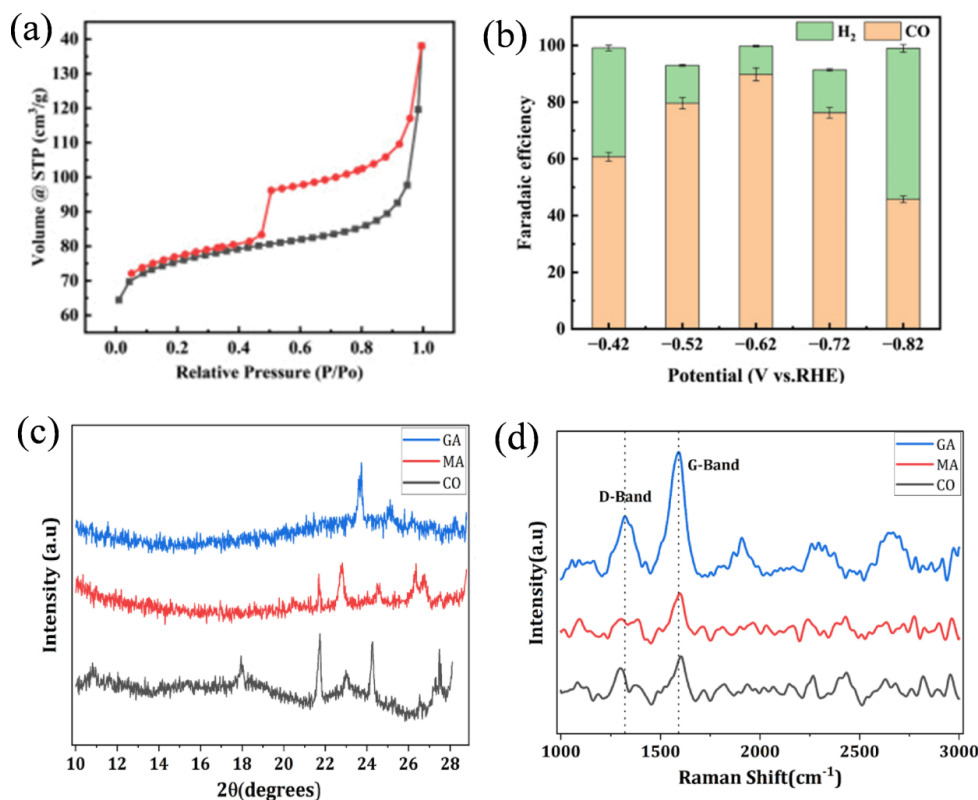 (a)
40
130
120
110
100
90
80
70
60
Volume @ STP (cm³/g)
0.0 0.2 0.4 0.6 0.8 1.0
Relative Pressure (P/Po)
(b)
H₂ CO
100
80
60
40
20
0
Faradaic effciency
−0.42 −0.52 −0.62 −0.72 −0.82
Potential (V vs.RHE)
(c)
GA
MA
CO
Intensity (a.u)
10 12 14 16 18 20 22 24 26 28
2θ(degrees)
(d)
GA
MA
CO
D-Band
G-Band
Intensity(a.u)
1000 1500 2000 2500 3000
Raman Shift(cm⁻¹)